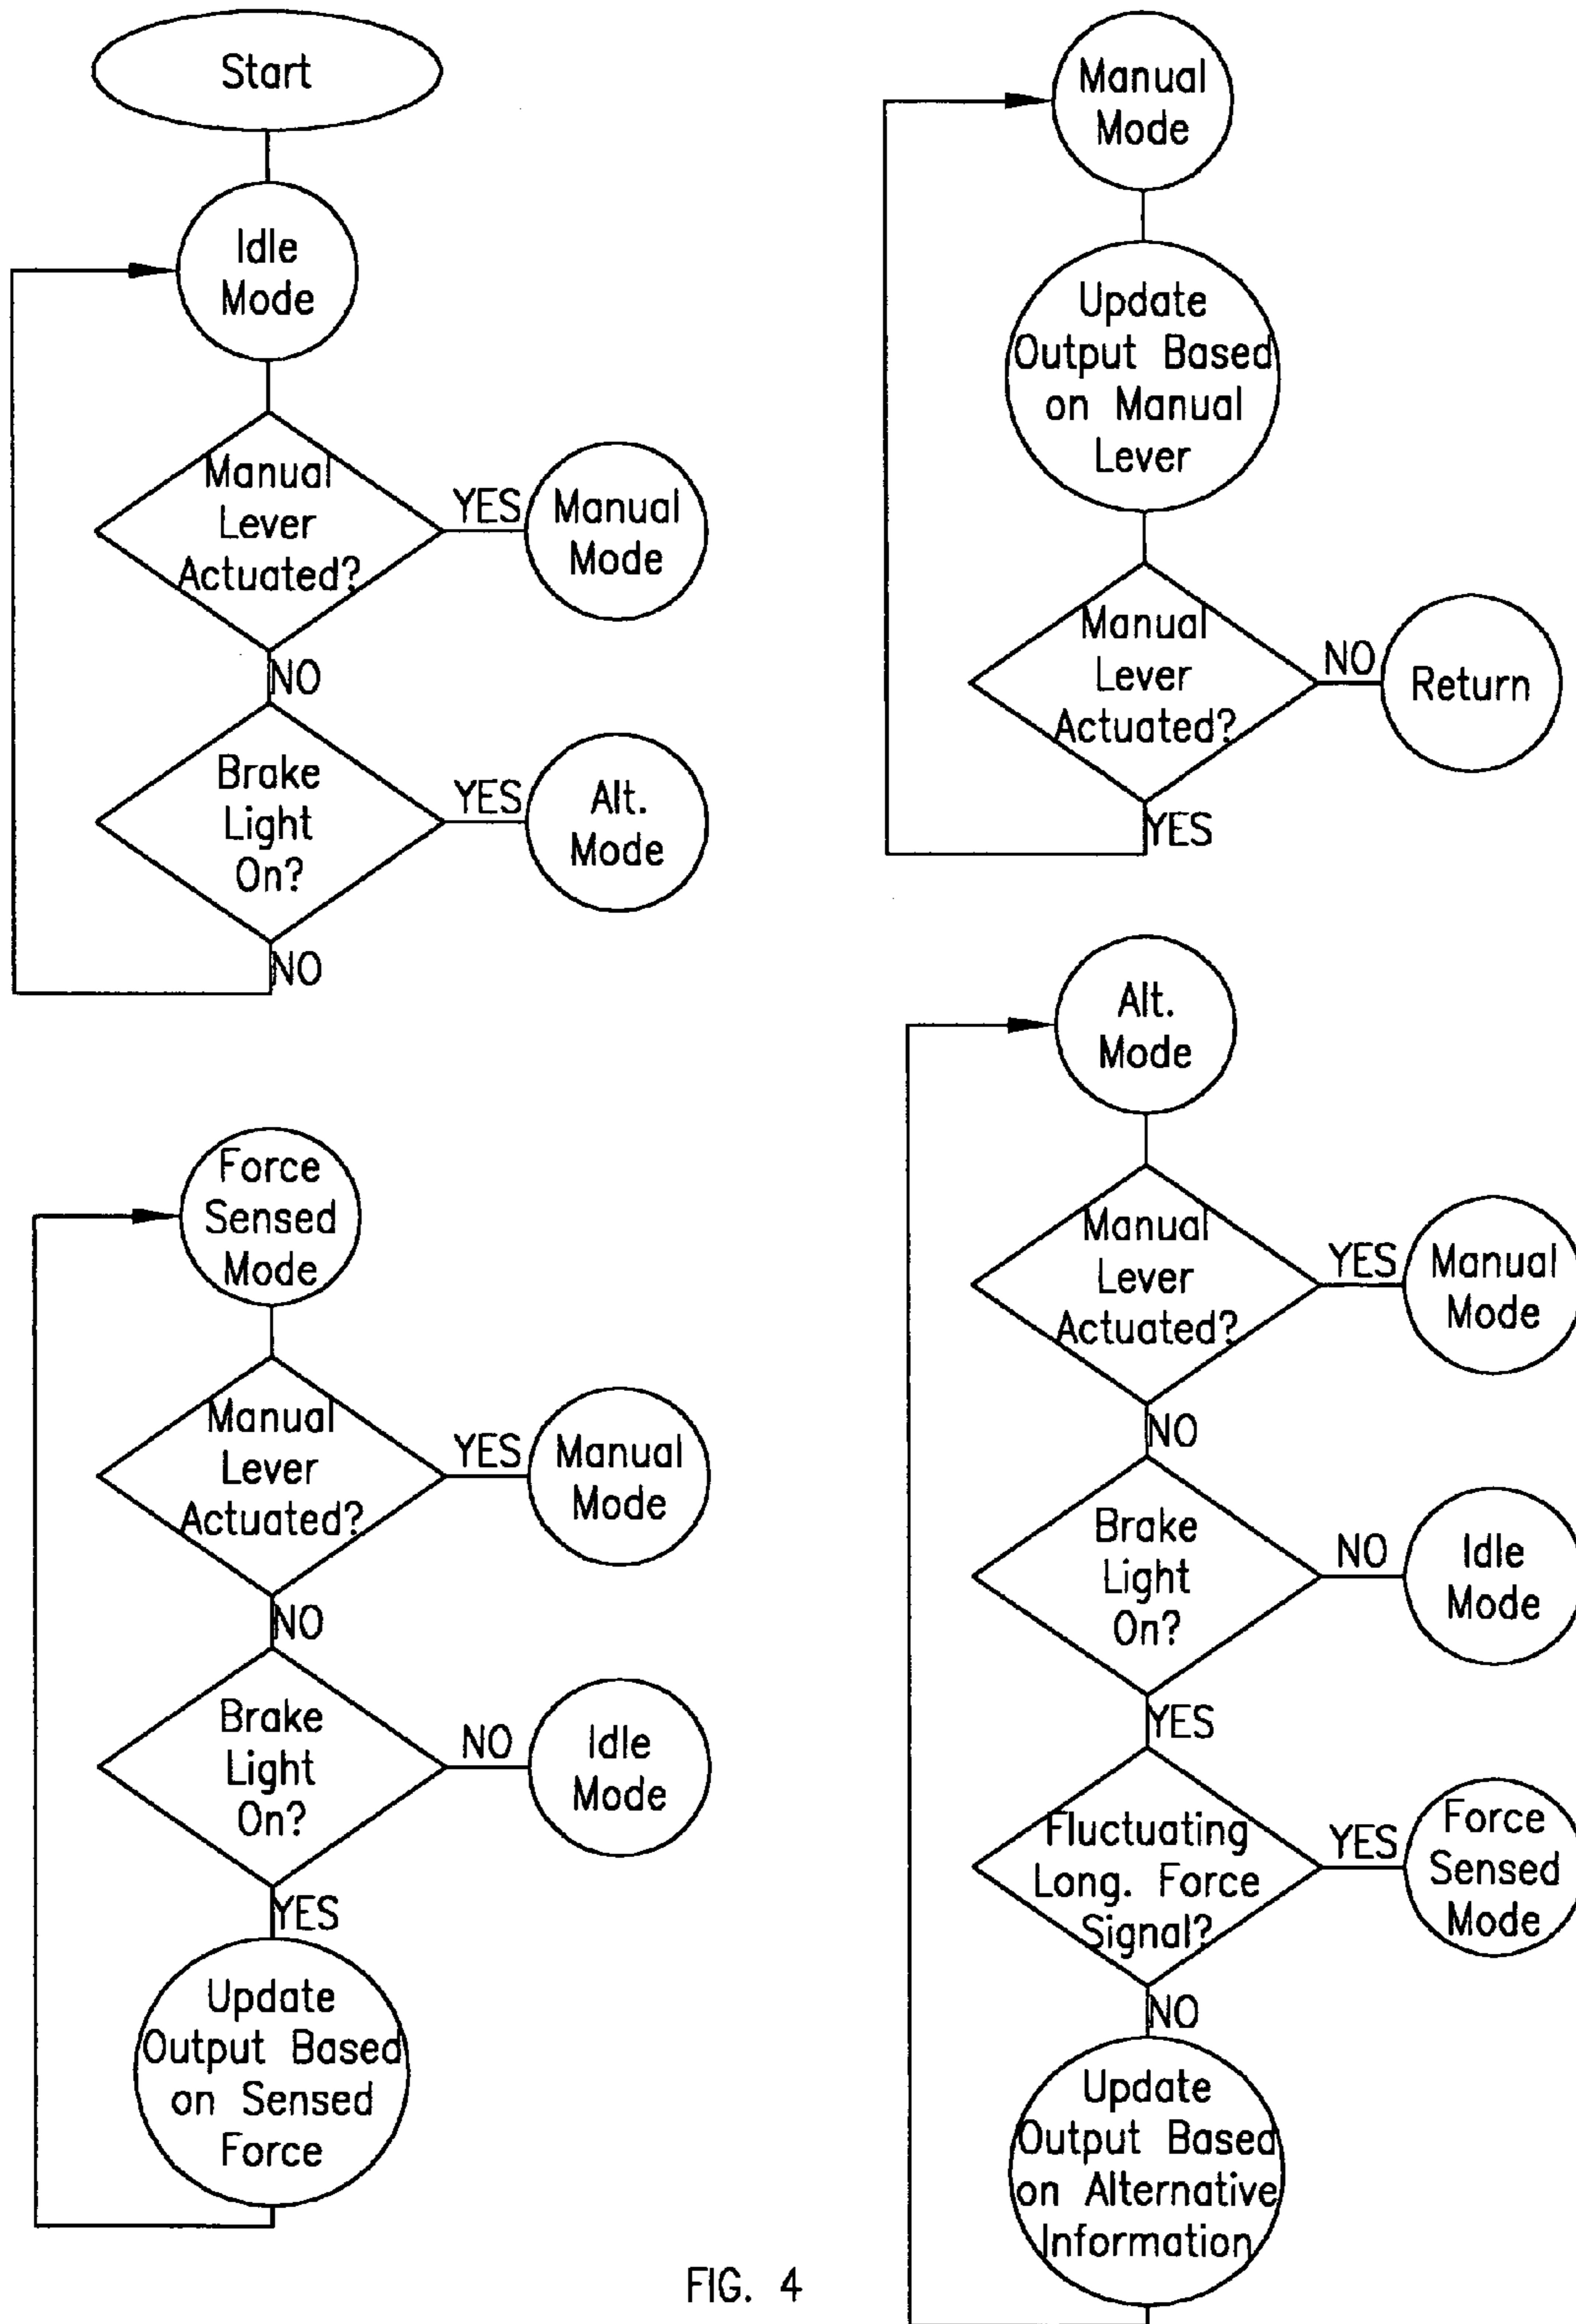 Start
Idle
Mode
Manual
Lever
Actuated?
YES
Manual
Mode
NO
Brake
Light
On?
YES
Alt.
Mode
NO
Manual
Mode
Update
Output Based
on Manual
Lever
Manual
Lever
Actuated?
NO
Return
YES
Force
Sensed
Mode
Manual
Lever
Actuated?
YES
Manual
Mode
NO
Brake
Light
On?
NO
Idle
Mode
YES
Update
Output Based
on Sensed
Force
Alt.
Mode
Manual
Lever
Actuated?
YES
Manual
Mode
NO
Brake
Light
On?
NO
Idle
Mode
YES
Fluctuating
Long. Force
Signal?
YES
Force
Sensed
Mode
NO
Update
Output Based
on Alternative
Information
FIG. 4